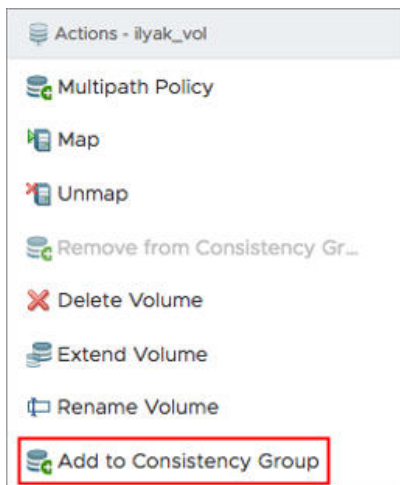 Actions - ilyak_vol
Multipath Policy
Map
Unmap
Remove from Consistency Gr...
Delete Volume
Extend Volume
Rename Volume
Add to Consistency Group